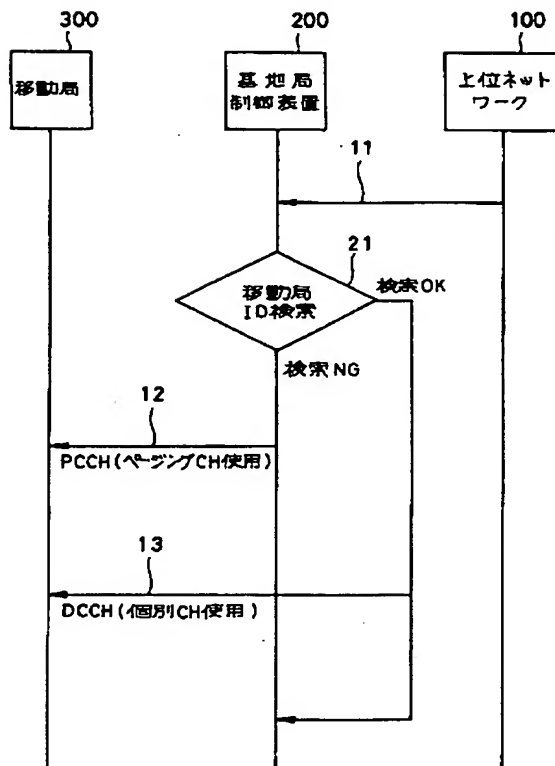 300
200
100
移動局
基地局
制御装置
上位ネット
ワーク
11
21
移動局
ID検索
検索OK
検索NG
12
PCCH(ページングCH使用)
13
DCCH(個別CH使用)